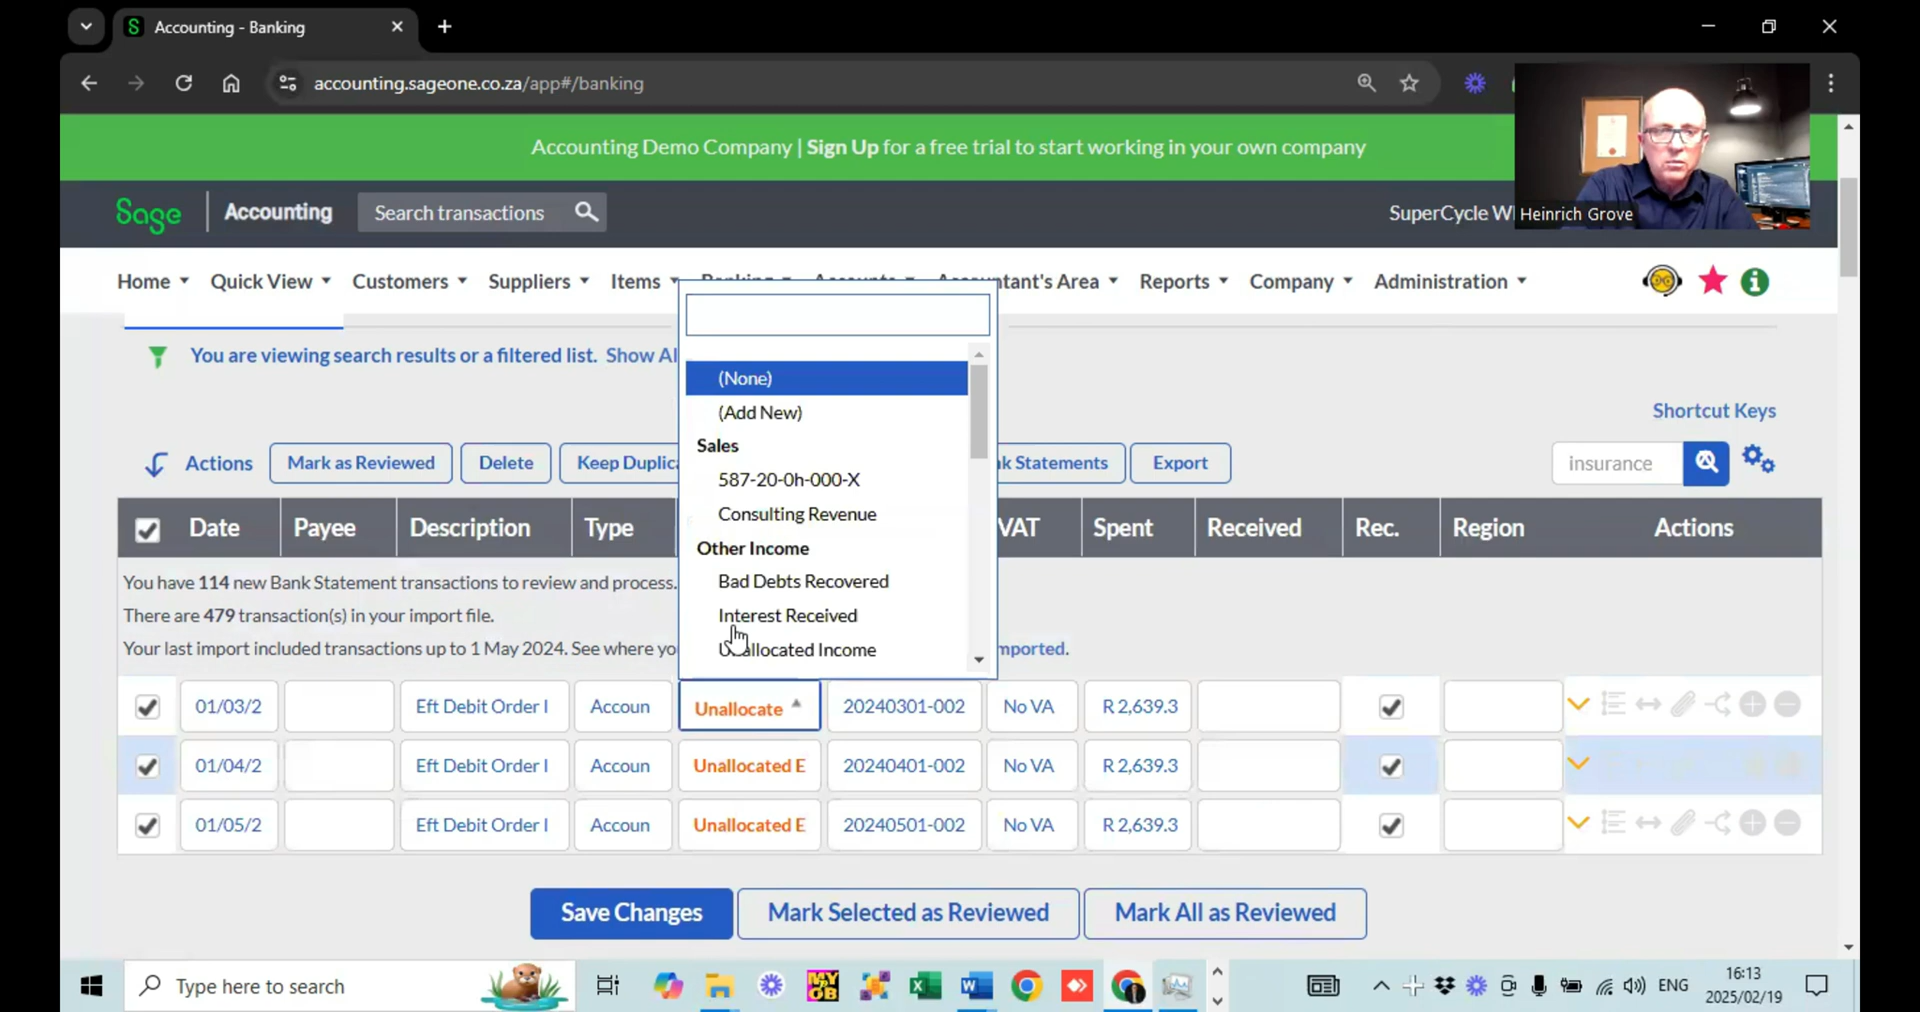 Accounting - Banking
accounting.sageone.co.za/app#/banking
Accounting Demo Company | Sign Up for a free trial to start working in your own company
Sage Accounting Search transactions SuperCycle W
Heinrich Grove
Home Quick View Customers Suppliers Items Banking Accounts Accountant's Area Reports Company Administration
You are viewing search results or a filtered list. Show Al
Shortcut Keys
Actions Mark as Reviewed Delete Keep Duplica nk Statements Export insurance
(None)
(Add New)
Sales
587-20-0h-000-X
Consulting Revenue
Other Income
Bad Debts Recovered
Interest Received
Unallocated Income
Date Payee Description Type VAT Spent Received Rec. Region Actions
You have 114 new Bank Statement transactions to review and process.
There are 479 transaction(s) in your import file.
Your last import included transactions up to 1 May 2024. See where yo mported.
01/03/2 Eft Debit Order I Accoun Unallocate 20240301-002 No VA R 2,639.3
01/04/2 Eft Debit Order I Accoun Unallocated E 20240401-002 No VA R 2,639.3
01/05/2 Eft Debit Order I Accoun Unallocated E 20240501-002 No VA R 2,639.3
Save Changes Mark Selected as Reviewed Mark All as Reviewed
Type here to search
MYOB
ENG
16:13
2025/02/19